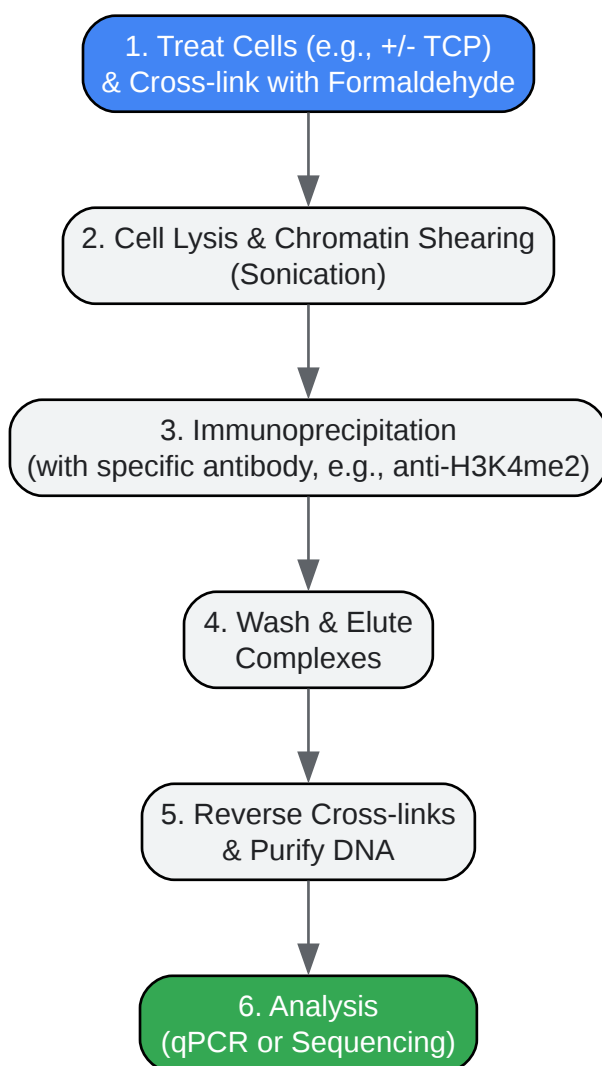 1. Treat Cells (e.g., +/- TCP)
& Cross-link with Formaldehyde
2. Cell Lysis & Chromatin Shearing
(Sonication)
3. Immunoprecipitation
(with specific antibody, e.g., anti-H3K4me2)
4. Wash & Elute
Complexes
5. Reverse Cross-links
& Purify DNA
6. Analysis
(qPCR or Sequencing)